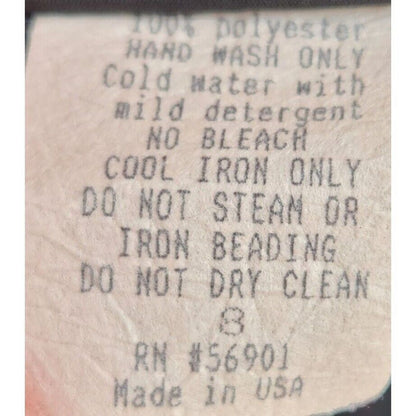 100% polyester
HAND WASH ONLY
Cold water with
mild detergent
NO BLEACH
COOL IRON ONLY
DO NOT STEAM OR
IRON BEADING
DO NOT DRY CLEAN
8
RN #56901
Made in USA